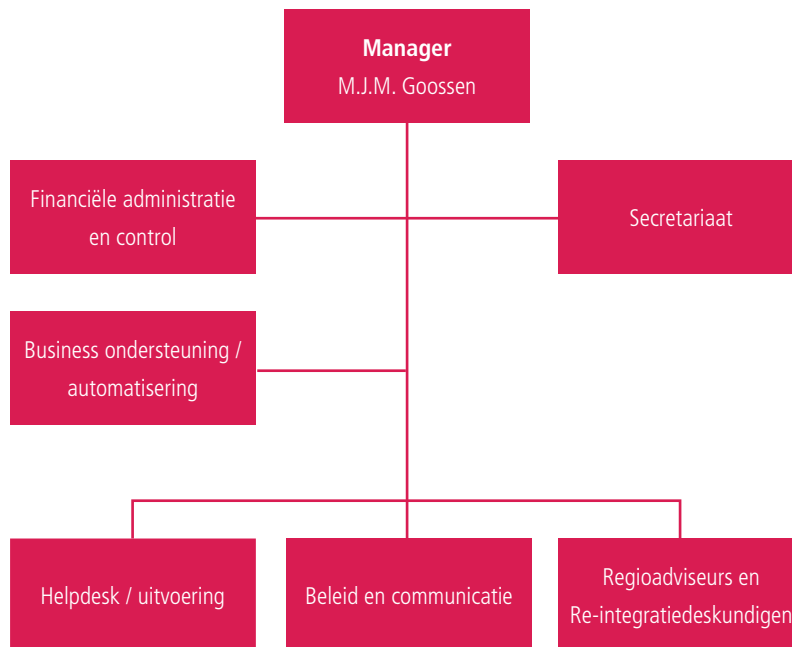 Manager
M.J.M. Goossen
Financiële administratie
en control
Secretariaat
Business ondersteuning /
automatisering
Helpdesk / uitvoering
Beleid en communicatie
Regioadviseurs en
Re-integratiedeskundigen